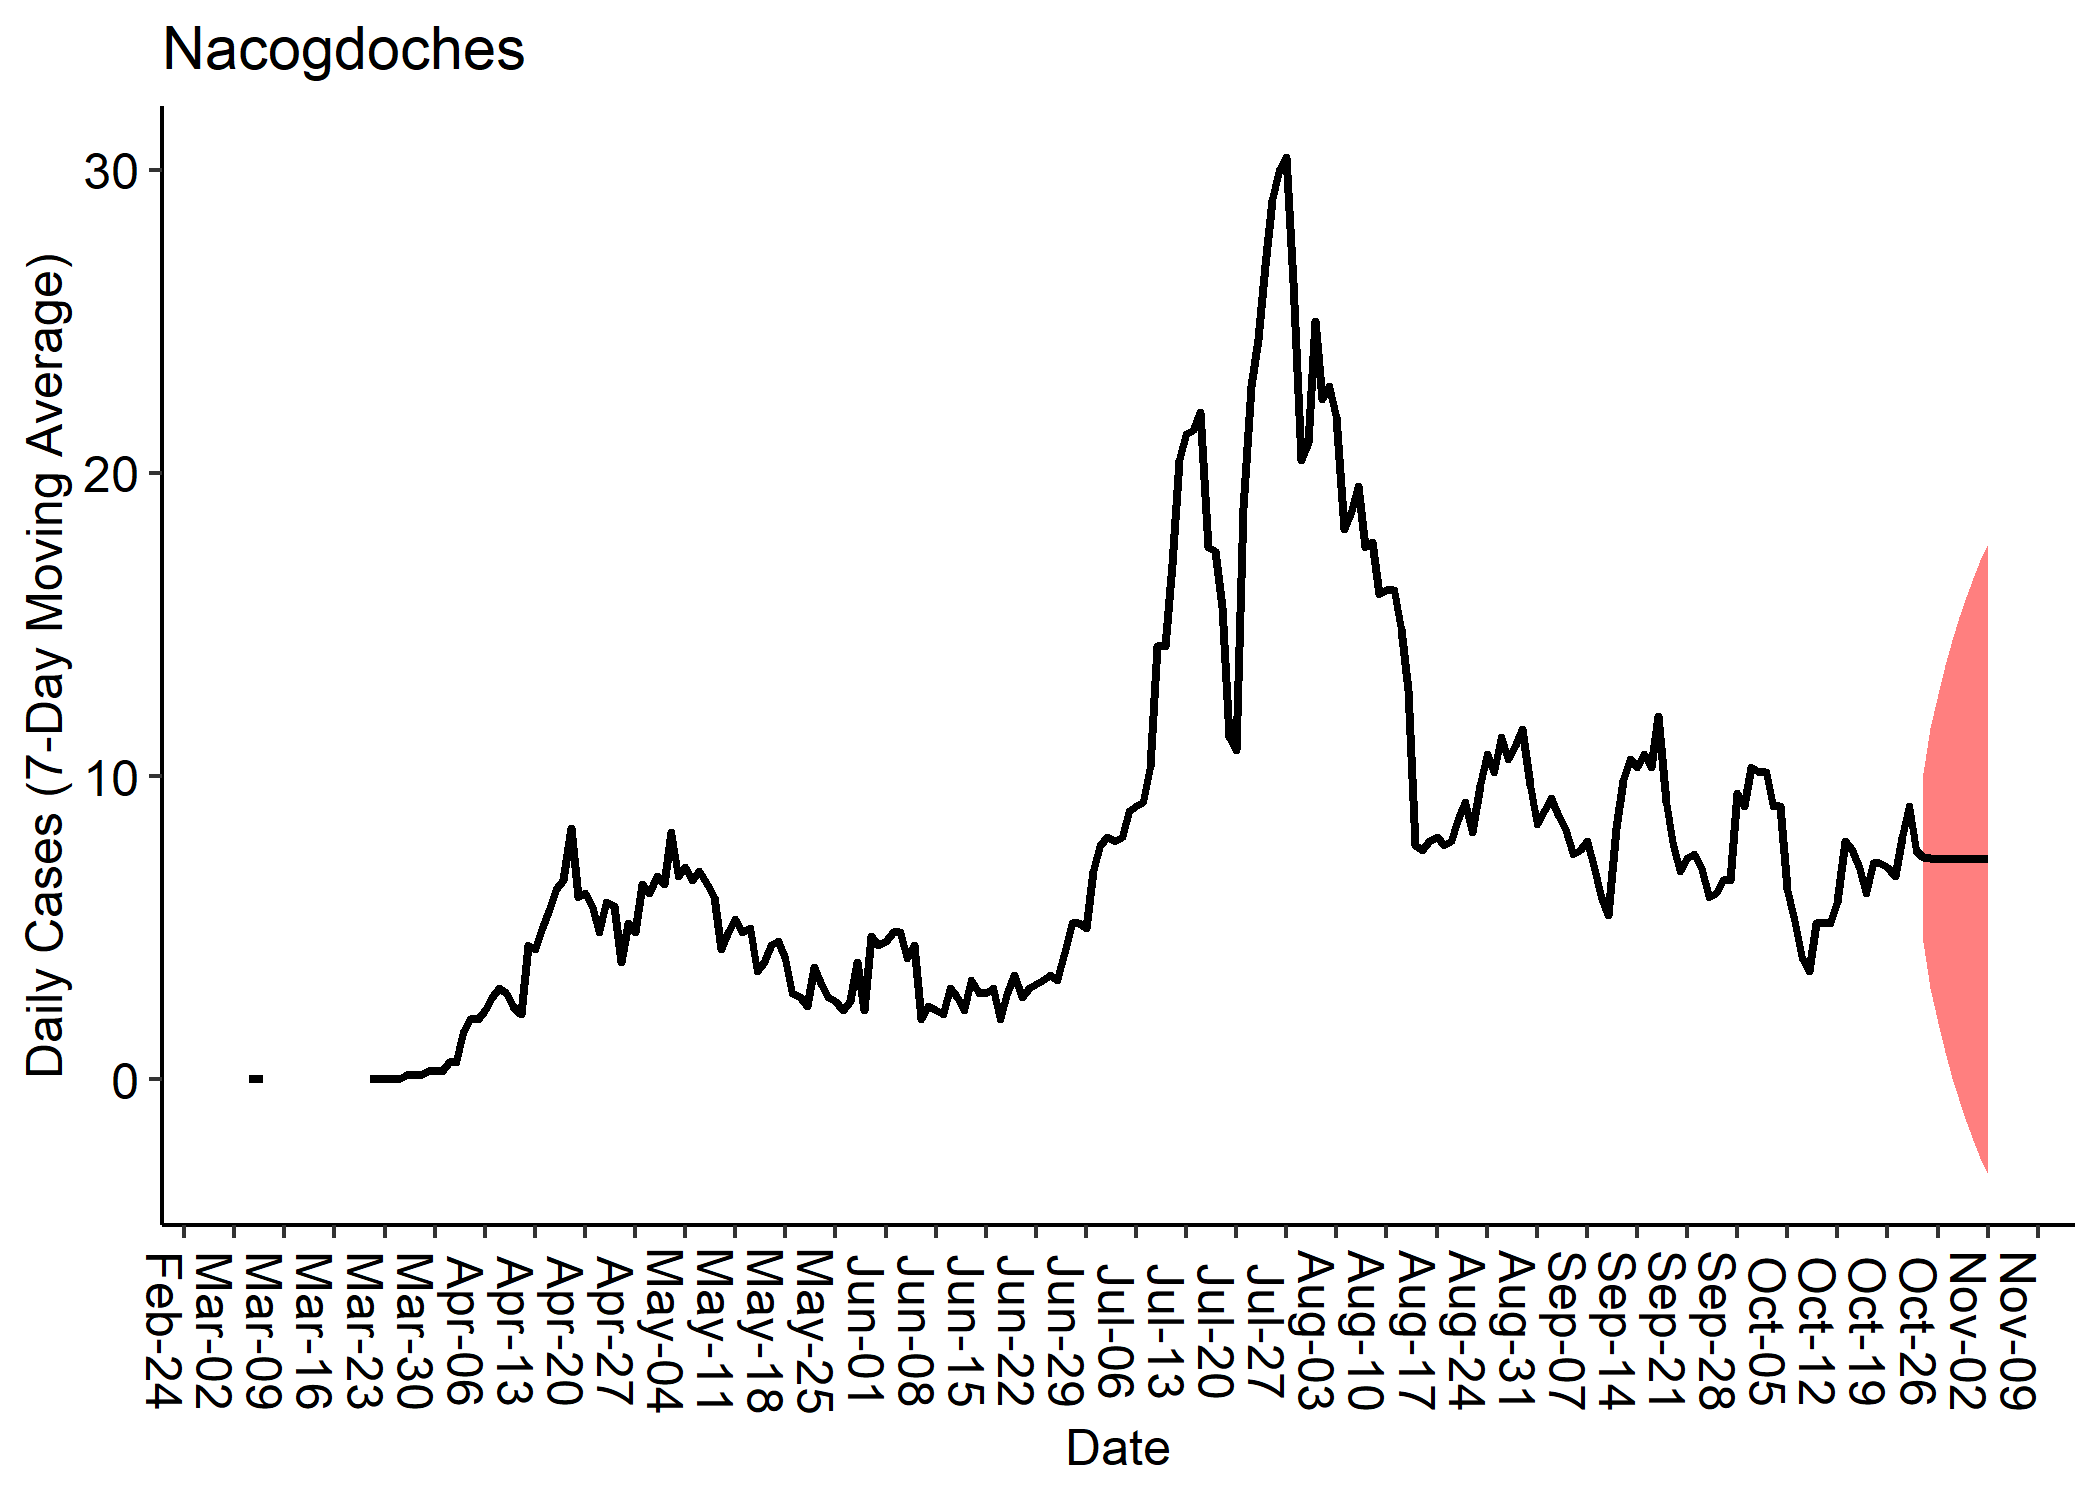 Nacogdoches
Daily Cases (7-Day Moving Average)
30
20
10
0
Feb-24
Mar-02
Mar-09
Mar-16
Mar-23
Mar-30
Apr-06
Apr-13
Apr-20
Apr-27
May-04
May-11
May-18
May-25
Jun-01
Jun-08
Jun-15
Jun-22
Jun-29
Jul-06
Jul-13
Jul-20
Jul-27
Aug-03
Aug-10
Aug-17
Aug-24
Aug-31
Sep-07
Sep-14
Sep-21
Sep-28
Oct-05
Oct-12
Oct-19
Oct-26
Nov-02
Nov-09
Date